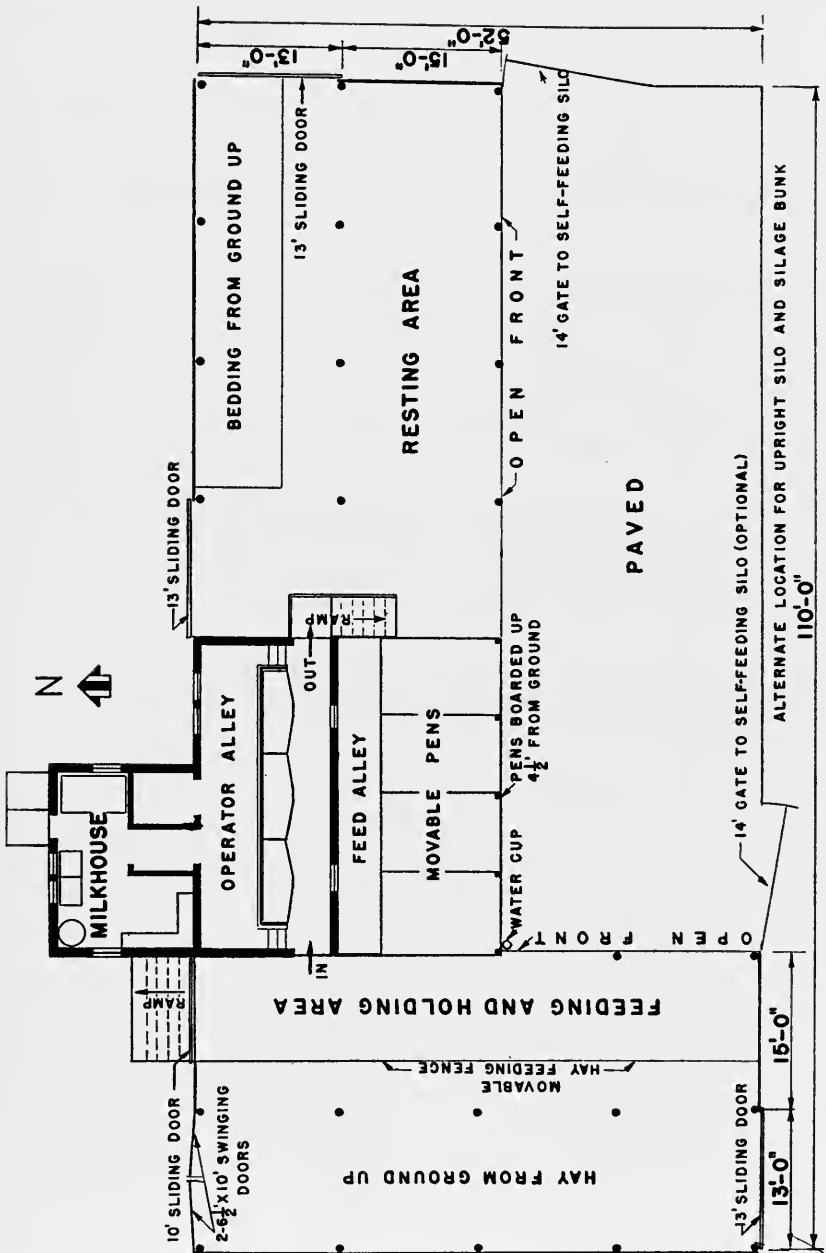 N
MILKHOUSE
RAMP
10' SLIDING DOOR
2-6½'X10' SWINGING
DOORS
13' SLIDING DOOR
OPERATOR ALLEY
IN
OUT
RAMP
FEED ALLEY
MOVABLE PENS
PENS BOARDED UP
4½' FROM GROUND
WATER CUP
BEDDING FROM GROUND UP
13' SLIDING DOOR
RESTING AREA
OPEN FRONT
13'-0"
15'-0"
52'-0"
14' GATE TO SELF-FEEDING SILO
FEEDING AND HOLDING AREA
MOVABLE
HAY FEEDING FENCE
HAY FROM GROUND UP
OPEN FRONT
PAVED
14' GATE TO SELF-FEEDING SILO (OPTIONAL)
ALTERNATE LOCATION FOR UPRIGHT SILO AND SILAGE BUNK
13' SLIDING DOOR
13'-0"
15'-0"
110'-0"